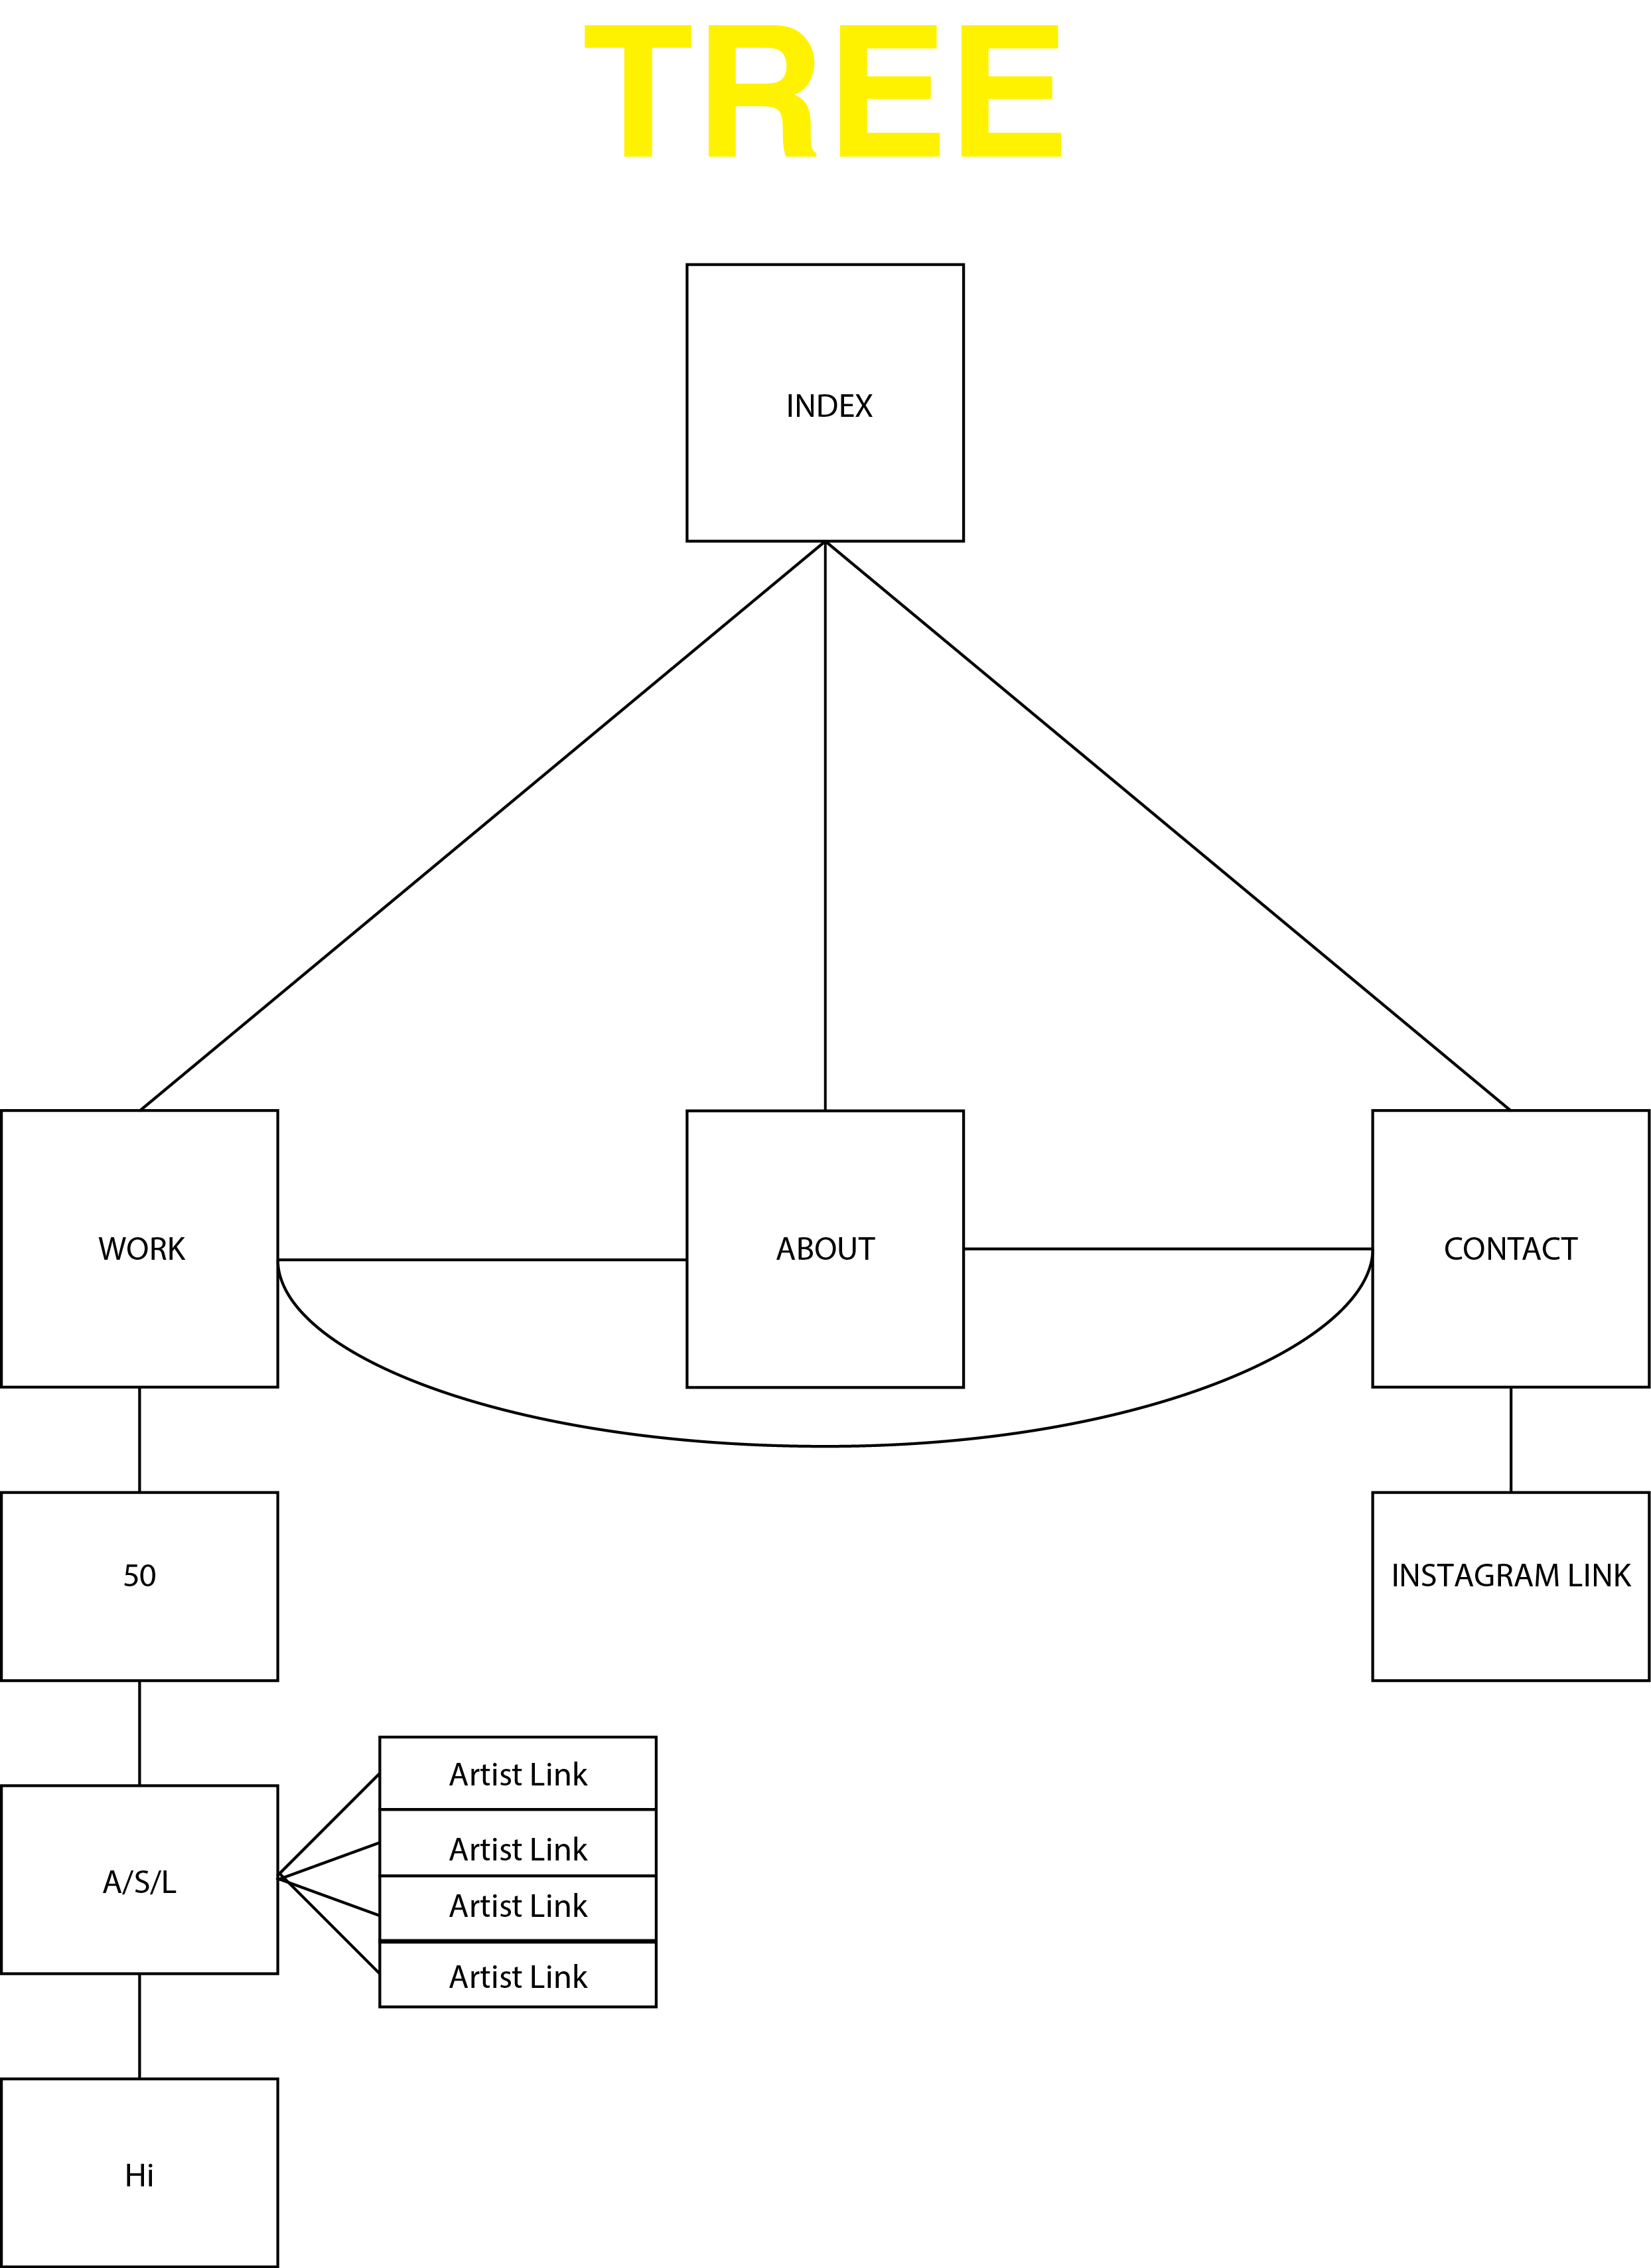 TREE
INDEX
WORK
ABOUT
CONTACT
50
INSTAGRAM LINK
Artist Link
Artist Link
A/S/L
Artist Link
Artist Link
Hi